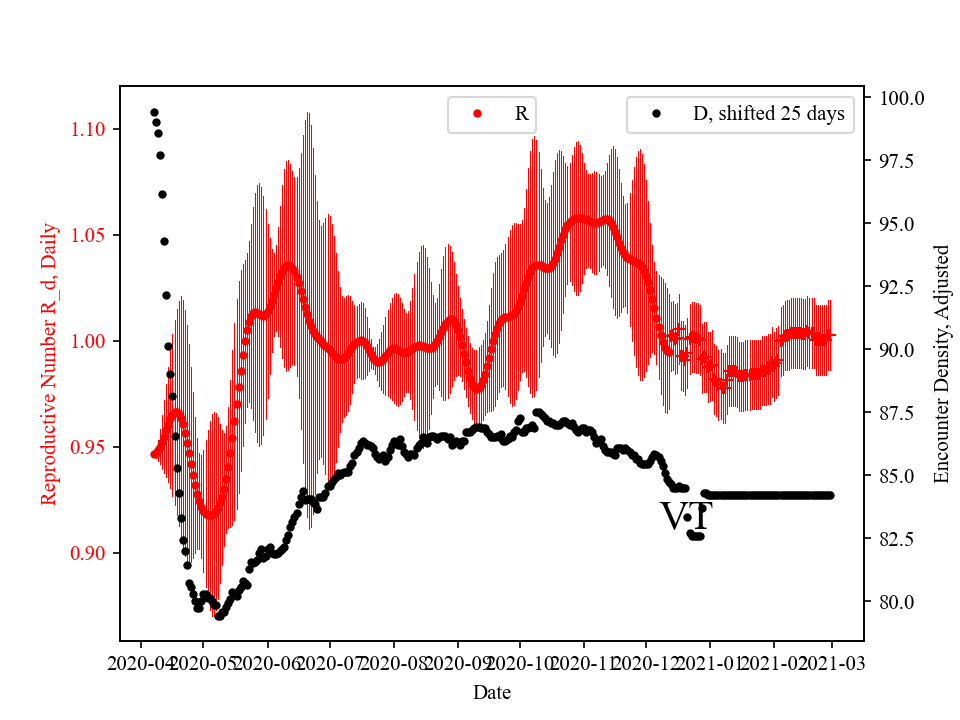 R
D, shifted 25 days
Reproductive Number R_d, Daily
1.10
1.05
1.00
0.95
0.90
100.0
97.5
95.0
92.5
90.0
87.5
85.0
82.5
80.0
Encounter Density, Adjusted
VT
2020-04 2020-05 2020-06 2020-07 2020-08 2020-09 2020-10 2020-11 2020-12 2021-01 2021-02 2021-03
Date